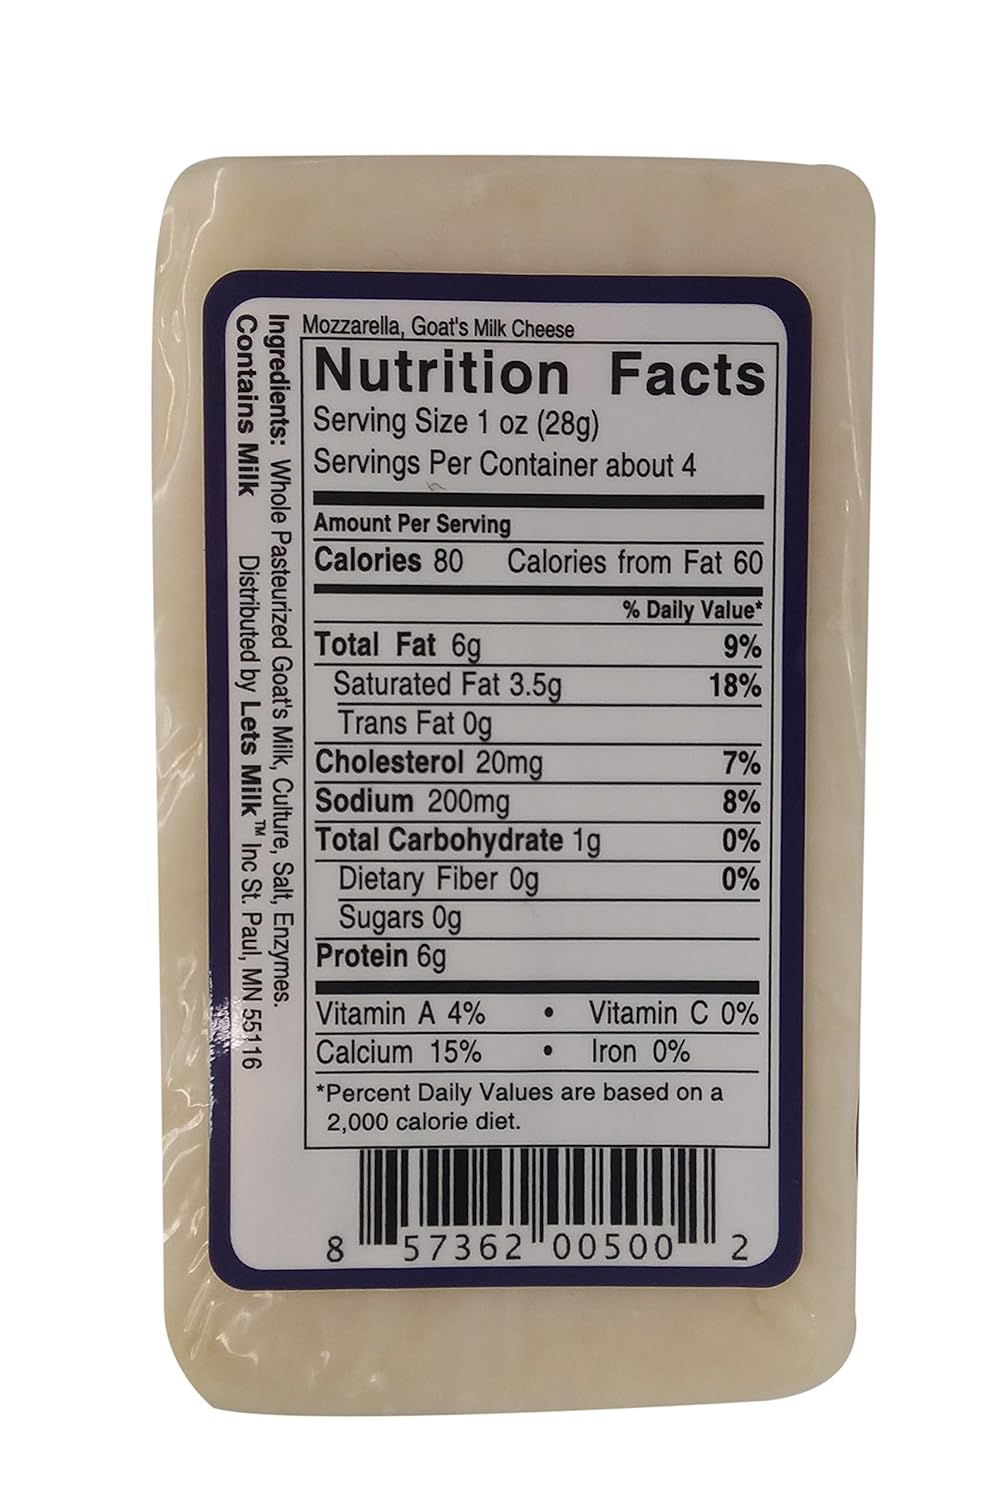 Mozzarella, Goat's Milk Cheese
Nutrition Facts
Serving Size 1 oz (28g)
Servings Per Container about 4
Amount Per Serving
Calories 80 Calories from Fat 60
% Daily Value*
Total Fat 6g 9%
Saturated Fat 3.5g 18%
Trans Fat 0g
Cholesterol 20mg 7%
Sodium 200mg 8%
Total Carbohydrate 1g 0%
Dietary Fiber 0g 0%
Sugars 0g
Protein 6g
Vitamin A 4% • Vitamin C 0%
Calcium 15% • Iron 0%
*Percent Daily Values are based on a
2,000 calorie diet.
8 57362 00500 2
Ingredients: Whole Pasteurized Goat's Milk, Culture, Salt, Enzymes.
Contains Milk Distributed by Lets Milk™ Inc St. Paul, MN 55116